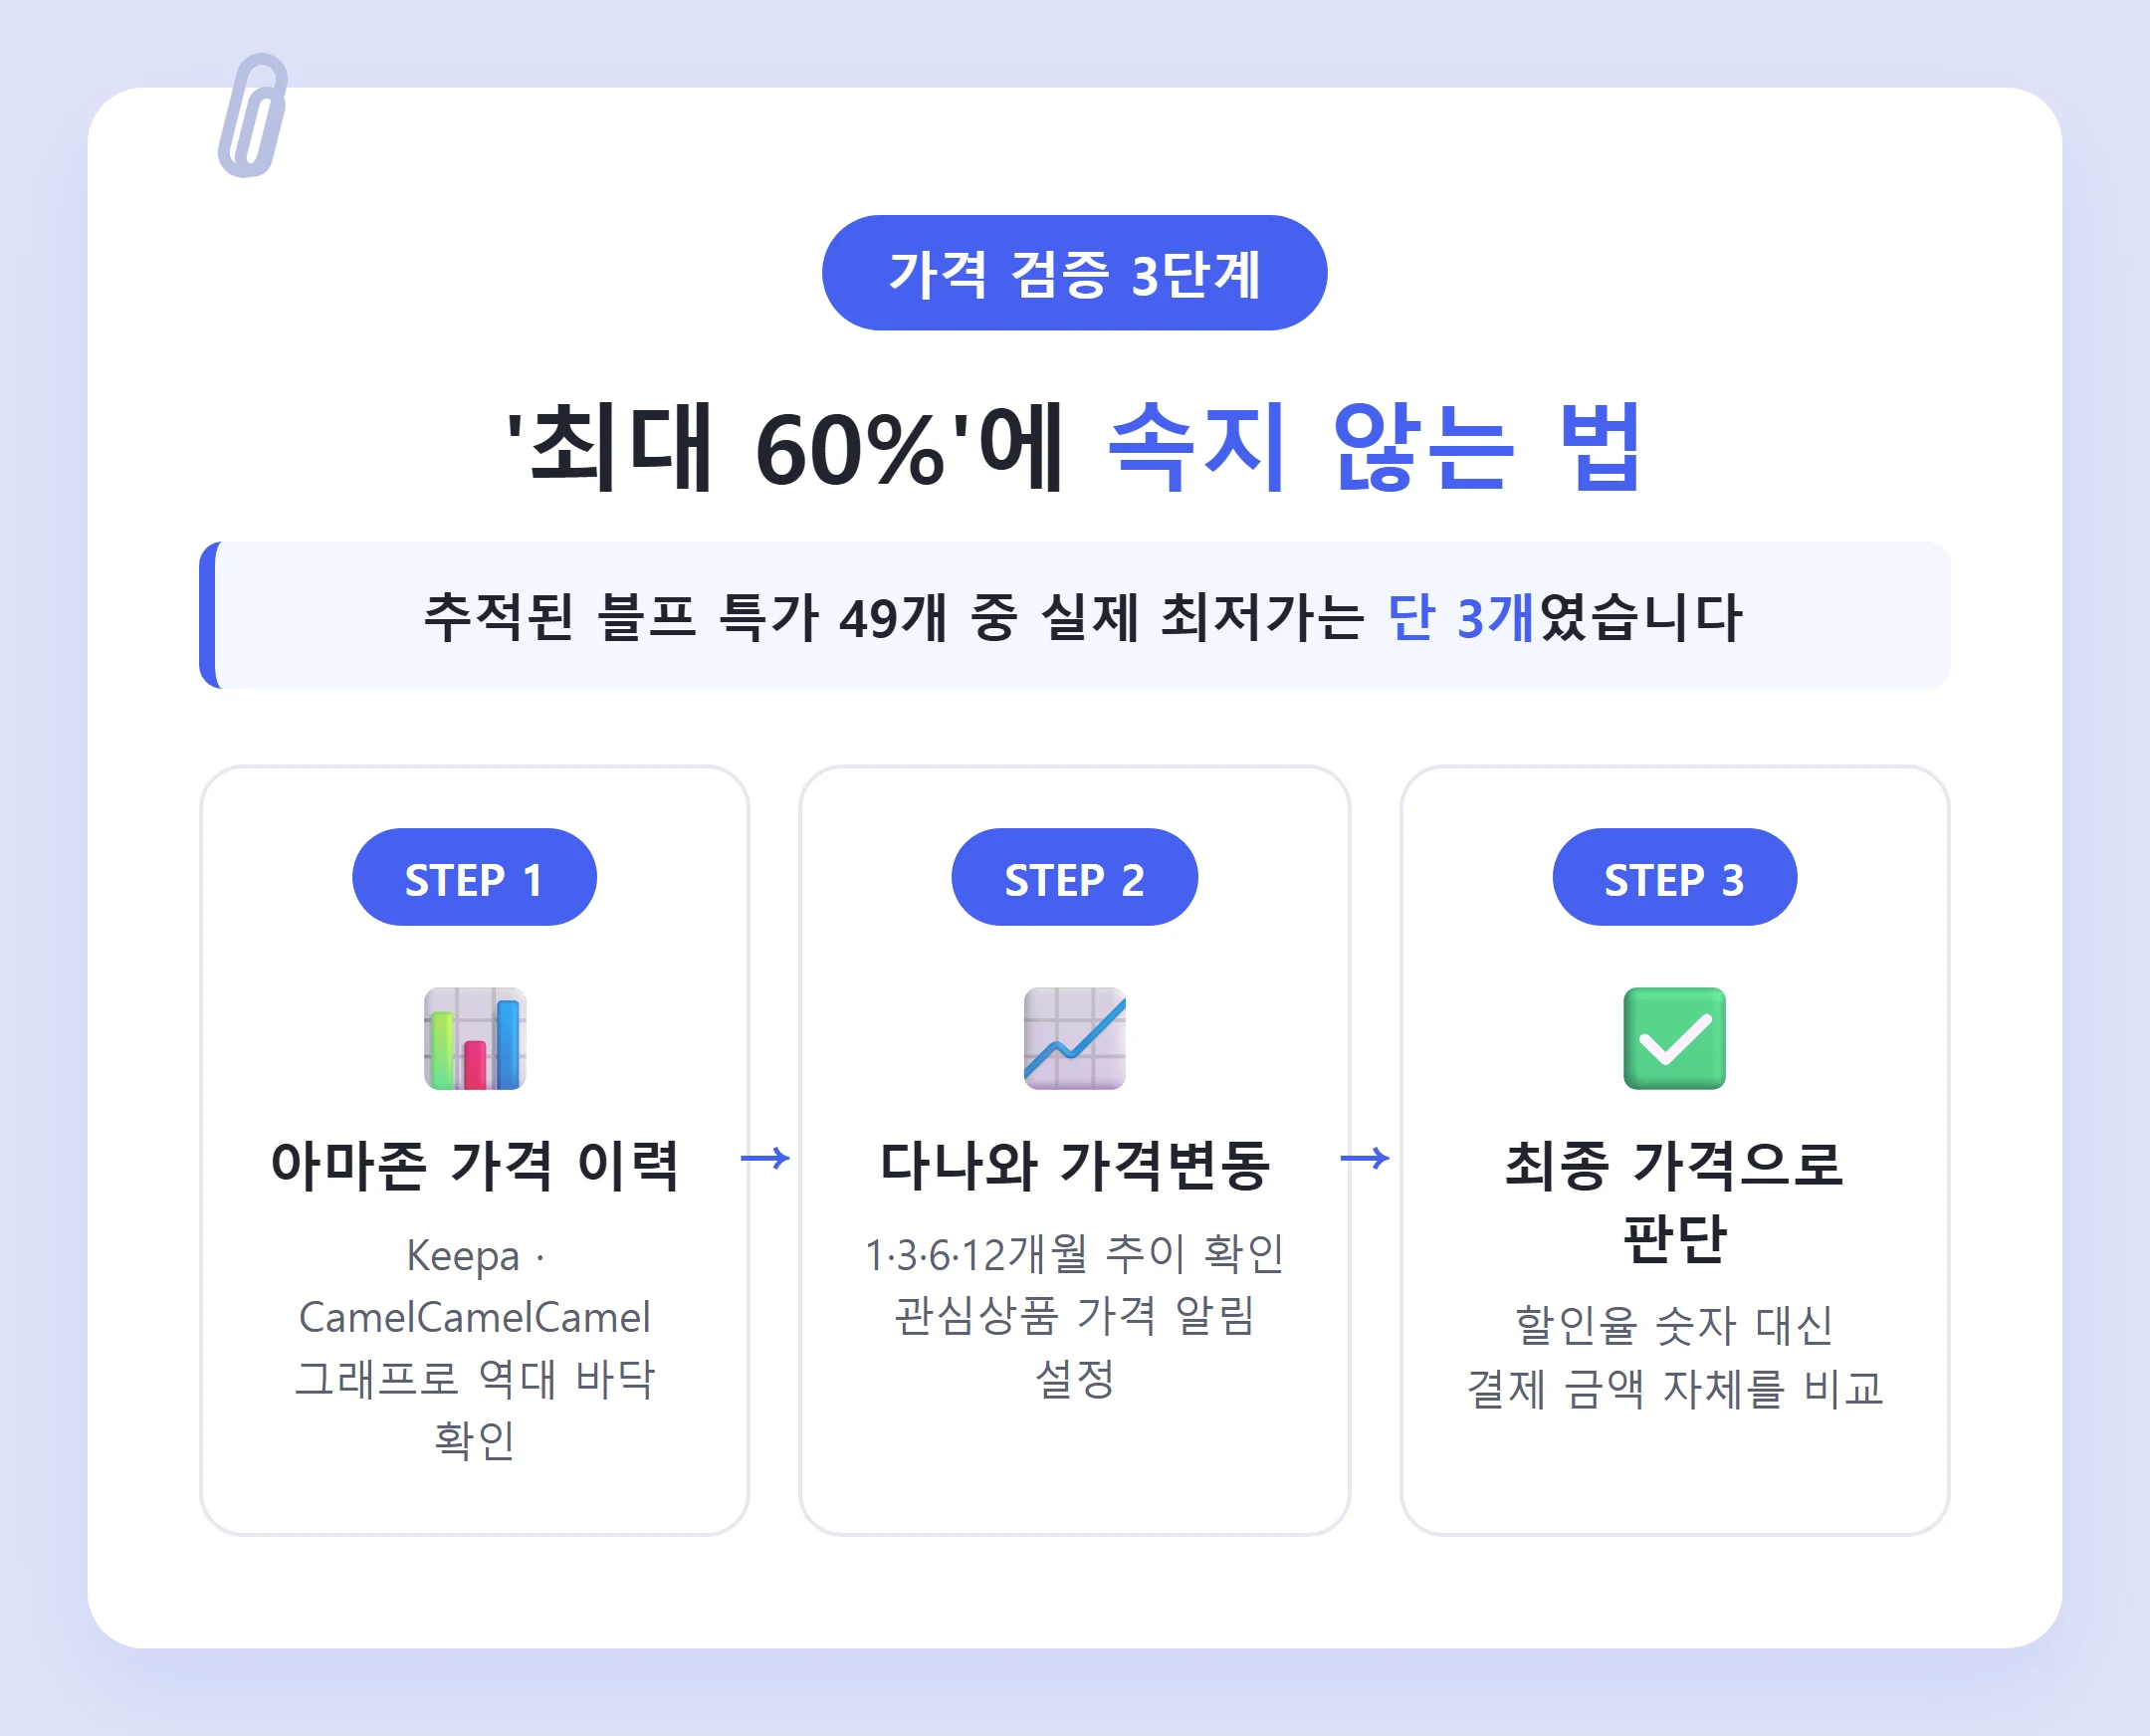 가격 검증 3단계
'최대 60%'에 속지 않는 법
추적된 블프 특가 49개 중 실제 최저가는 단 3개였습니다
STEP 1
아마존 가격 이력
Keepa ·
CamelCamelCamel
그래프로 역대 바닥
확인
→
STEP 2
다나와 가격변동
1·3·6·12개월 추이 확인
관심상품 가격 알림
설정
→
STEP 3
최종 가격으로
판단
할인율 숫자 대신
결제 금액 자체를 비교